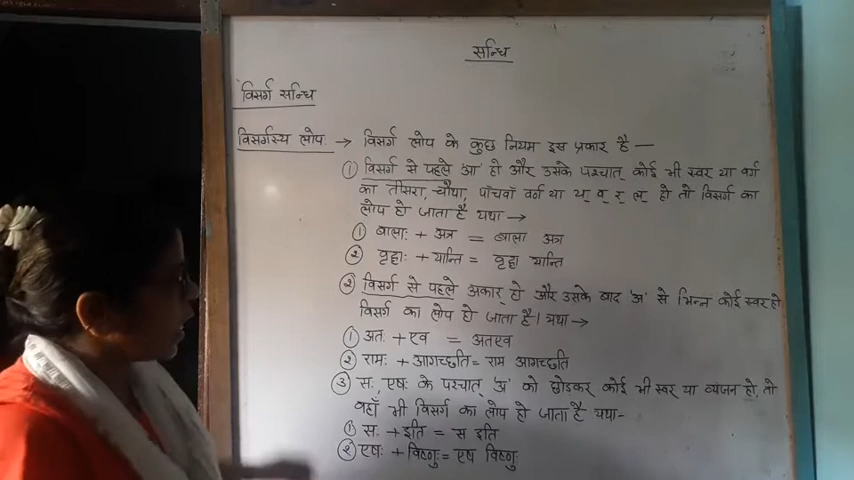 सन्धि
विसर्ग सन्धि
विसर्गस्य लोपः → विसर्ग लोप के कुछ नियम इस प्रकार है —
① विसर्ग से पहले 'आ' हो और उसके पश्चात् कोई भी स्वर या वर्ग
का तीसरा, चौथा, पाँचवाँ वर्ण या य् व् र् ल् ह् हो तो विसर्ग का
लोप हो जाता है यथा →
① बालाः + अत्र = बाला अत्र
② वृद्धाः + यान्ति = वृद्धा यान्ति
② विसर्ग से पहले अकार हो और उसके बाद 'अ' से भिन्न कोई स्वर हो
विसर्ग का लोप हो जाता है। यथा →
① अतः + एव = अतएव
② रामः + आगच्छति = राम आगच्छति
③ सः, एषः के पश्चात् 'अ' को छोडकर कोई भी स्वर या व्यंजन हो, तो
वहाँ भी विसर्ग का लोप हो जाता है यथा-
① सः + इति = स इति
② एषः + विष्णुः = एष विष्णुः